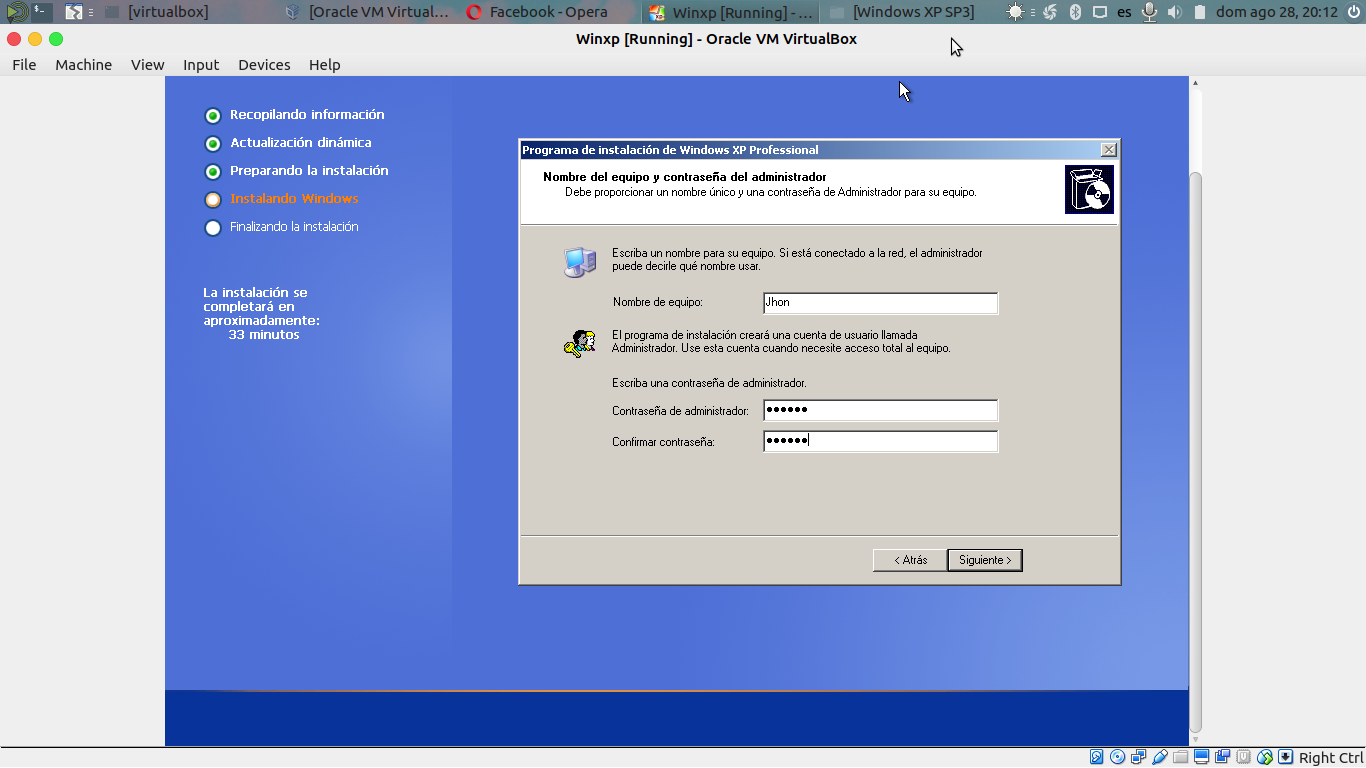 [virtualbox]
[Oracle VM Virtual...
Facebook - Opera
Winxp [Running] - ...
[Windows XP SP3]
es
dom ago 28, 20:12
Winxp [Running] - Oracle VM VirtualBox
File Machine View Input Devices Help
Recopilando información
Actualización dinámica
Preparando la instalación
Instalando Windows
Finalizando la instalación
La instalación se
completará en
aproximadamente:
33 minutos
Programa de instalación de Windows XP Professional
Nombre del equipo y contraseña del administrador
Debe proporcionar un nombre único y una contraseña de Administrador para su equipo.
Escriba un nombre para su equipo. Si está conectado a la red, el administrador
puede decirle qué nombre usar.
Nombre de equipo: Jhon
El programa de instalación creará una cuenta de usuario llamada
Administrador. Use esta cuenta cuando necesite acceso total al equipo.
Escriba una contraseña de administrador.
Contraseña de administrador: ●●●●●●
Confirmar contraseña: ●●●●●●
< Atrás Siguiente >
Right Ctrl